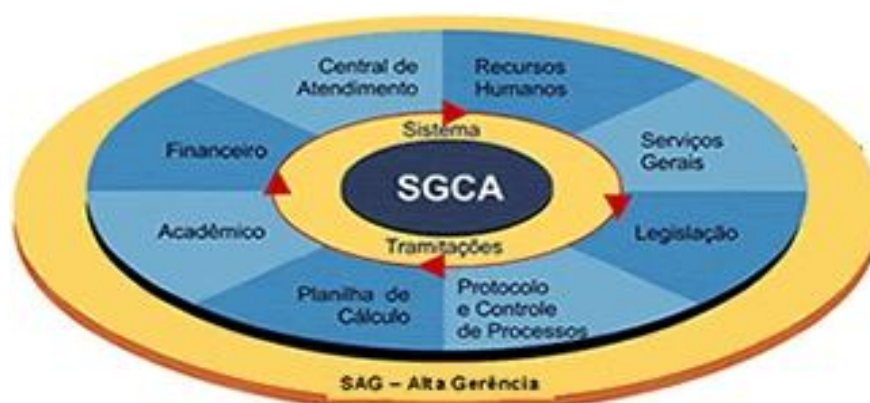 Central de
Atendimento
Recursos
Humanos
Serviços
Gerais
Legislação
Protocolo
e Controle
de Processos
Planilha de
Cálculo
Acadêmico
Financeiro
Sistema
SGCA
Tramitações
SAG – Alta Gerência